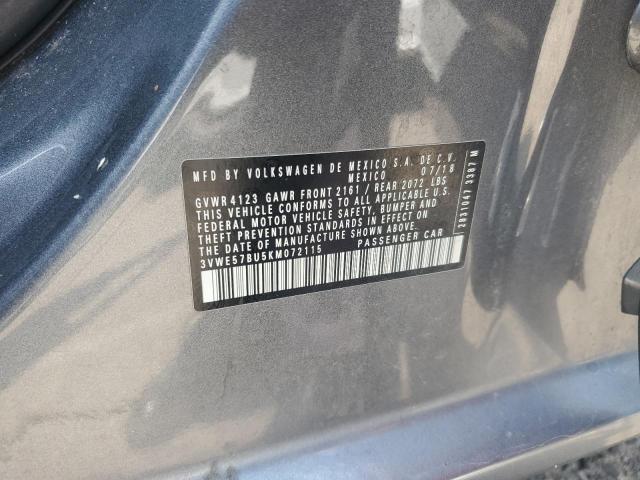 MFD BY VOLKSWAGEN DE MEXICO S.A. DE C.V.
MEXICO 07/18
GVWR 4123 GAWR FRONT 2161 / REAR 2072 LBS
THIS VEHICLE CONFORMS TO ALL APPLICABLE U.S.
FEDERAL MOTOR VEHICLE SAFETY, BUMPER AND
THEFT PREVENTION STANDARDS IN EFFECT ON
THE DATE OF MANUFACTURE SHOWN ABOVE.
3VWE57BU5KM072115 PASSENGER CAR
2831047 3387 M